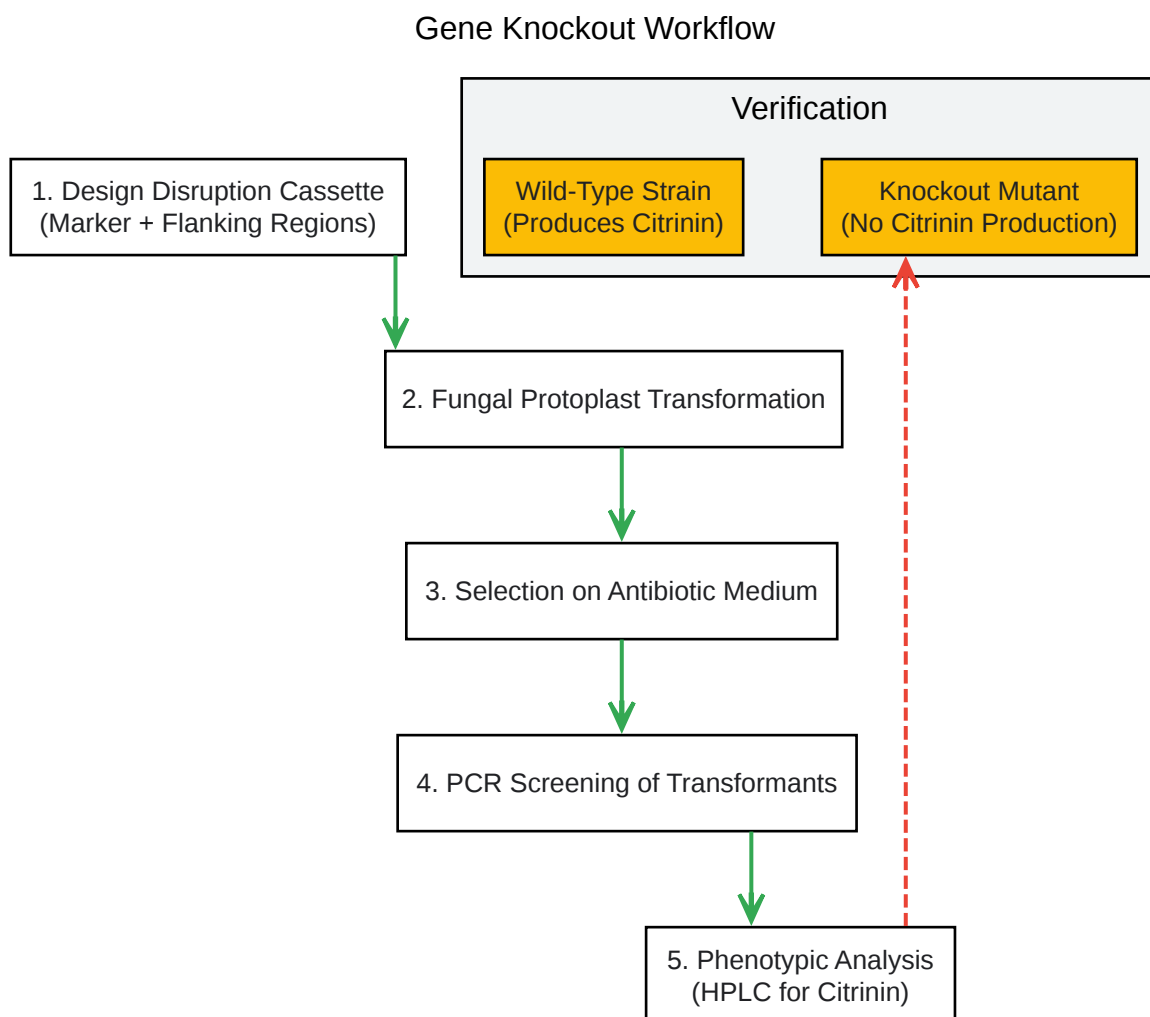 Gene Knockout Workflow
Verification
1. Design Disruption Cassette
(Marker + Flanking Regions)
Wild-Type Strain
(Produces Citrinin)
Knockout Mutant
(No Citrinin Production)
2. Fungal Protoplast Transformation
3. Selection on Antibiotic Medium
4. PCR Screening of Transformants
5. Phenotypic Analysis
(HPLC for Citrinin)